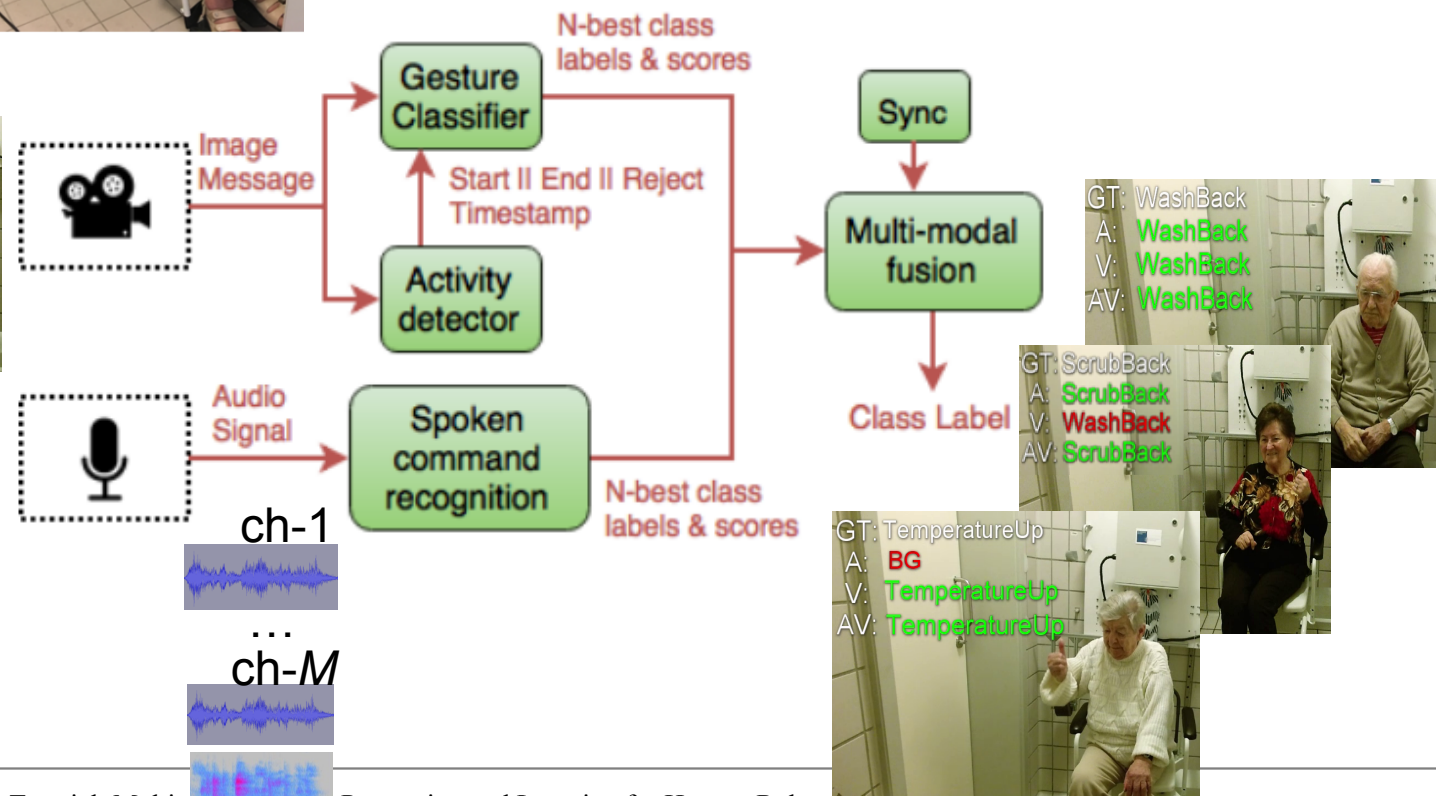 N-best class
labels & scores
Gesture
Classifier
Sync
Image
Message
Start II End II Reject
Timestamp
Multi-modal
fusion
Activity
detector
GT: WashBack
A: WashBack
V: WashBack
AV: WashBack
Audio
Signal
Spoken
command
recognition
N-best class
labels & scores
Class Label
GT: ScrubBack
A: ScrubBack
V: WashBack
AV: ScrubBack
ch-1
...
ch-M
GT: TemperatureUp
A: BG
V: TemperatureUp
AV: TemperatureUp